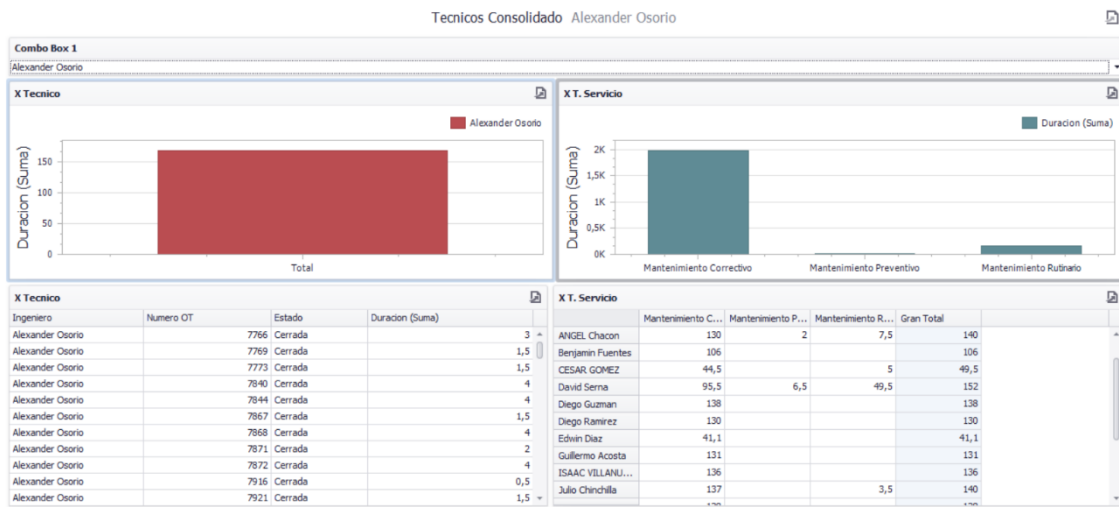 Tecnicos Consolidado Alexander Osorio
Combo Box 1
Alexander Osorio
X Tecnico
Alexander Osorio
Duracion (Suma)
150
100
50
0
Total
X T. Servicio
Duracion (Suma)
Duracion (Suma)
2K
1,5K
1K
0,5K
0K
Mantenimiento Correctivo Mantenimiento Preventivo Mantenimiento Rutinario
X Tecnico
Ingeniero Numero OT Estado Duracion (Suma)
Alexander Osorio 7766 Cerrada 3
Alexander Osorio 7769 Cerrada 1,5
Alexander Osorio 7773 Cerrada 1,5
Alexander Osorio 7840 Cerrada 4
Alexander Osorio 7844 Cerrada 4
Alexander Osorio 7867 Cerrada 1,5
Alexander Osorio 7868 Cerrada 4
Alexander Osorio 7871 Cerrada 2
Alexander Osorio 7872 Cerrada 4
Alexander Osorio 7916 Cerrada 0,5
Alexander Osorio 7921 Cerrada 1,5
X T. Servicio
Mantenimiento C... Mantenimiento P... Mantenimiento R... Gran Total
ANGEL Chacon 130 2 7,5 140
Benjamin Fuentes 106 106
CESAR GOMEZ 44,5 5 49,5
David Serna 95,5 6,5 49,5 152
Diego Guzman 138 138
Diego Ramirez 130 130
Edwin Diaz 41,1 41,1
Guillermo Acosta 131 131
ISAAC VILLANU... 136 136
Julio Chinchilla 137 3,5 140